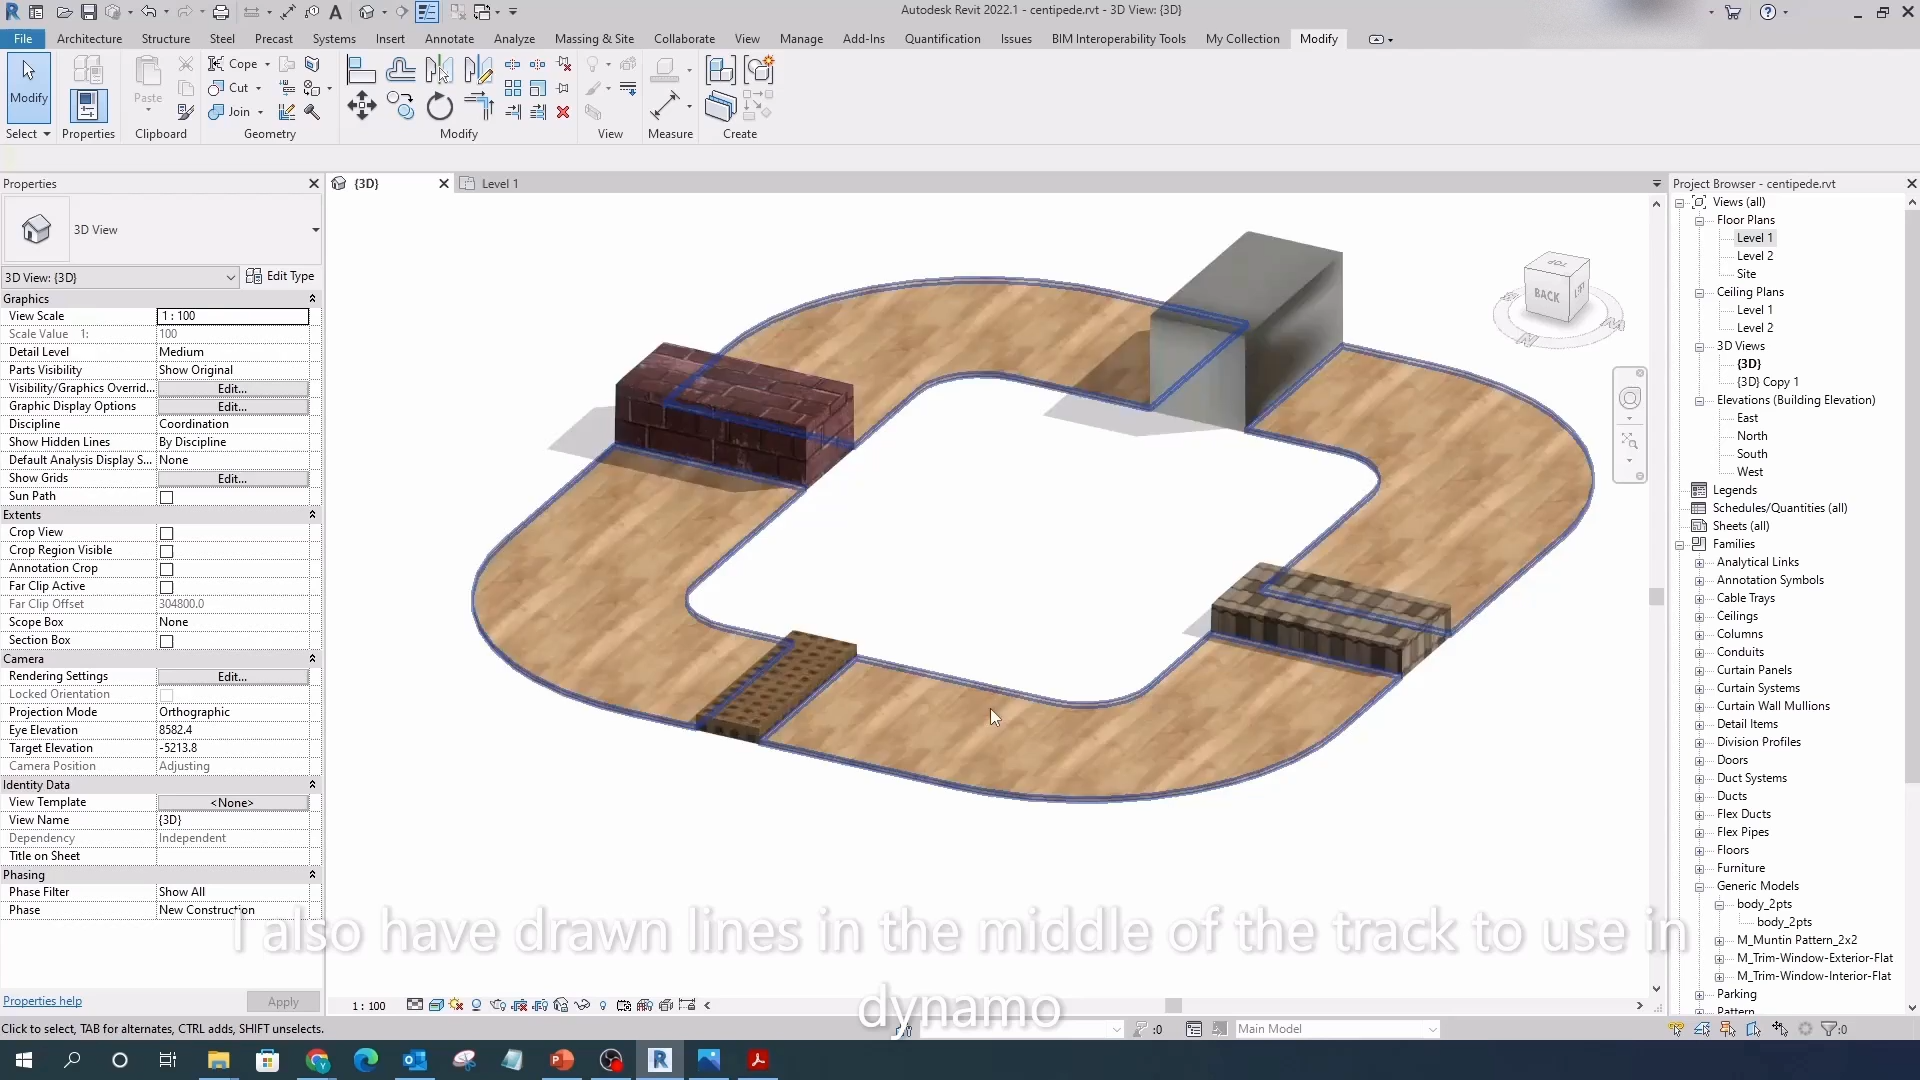 Autodesk Revit 2022.1 - centipede.rvt - 3D View: {3D}
File Architecture Structure Steel Precast Systems Insert Annotate Analyze Massing & Site Collaborate View Manage Add-Ins Quantification Issues BIM Interoperability Tools My Collection Modify
Modify
Paste
Cope
Cut
Join
Select Properties Clipboard Geometry Modify View Measure Create
Properties
3D View
3D View: {3D} Edit Type
Graphics
View Scale 1 : 100
Scale Value 1: 100
Detail Level Medium
Parts Visibility Show Original
Visibility/Graphics Overrid... Edit...
Graphic Display Options Edit...
Discipline Coordination
Show Hidden Lines By Discipline
Default Analysis Display S... None
Show Grids Edit...
Sun Path
Extents
Crop View
Crop Region Visible
Annotation Crop
Far Clip Active
Far Clip Offset 304800.0
Scope Box None
Section Box
Camera
Rendering Settings Edit...
Locked Orientation
Projection Mode Orthographic
Eye Elevation 8582.4
Target Elevation -5213.8
Camera Position Adjusting
Identity Data
View Template <None>
View Name {3D}
Dependency Independent
Title on Sheet
Phasing
Phase Filter Show All
Phase New Construction
Properties help Apply
{3D} Level 1
TOP
BACK
LEFT
N
M
I also have drawn lines in the middle of the track to use in
dynamo
1 : 100
Project Browser - centipede.rvt
Views (all)
Floor Plans
Level 1
Level 2
Site
Ceiling Plans
Level 1
Level 2
3D Views
{3D}
{3D} Copy 1
Elevations (Building Elevation)
East
North
South
West
Legends
Schedules/Quantities (all)
Sheets (all)
Families
Analytical Links
Annotation Symbols
Cable Trays
Ceilings
Columns
Conduits
Curtain Panels
Curtain Systems
Curtain Wall Mullions
Detail Items
Division Profiles
Doors
Duct Systems
Ducts
Flex Ducts
Flex Pipes
Floors
Furniture
Generic Models
body_2pts
body_2pts
M_Muntin Pattern_2x2
M_Trim-Window-Exterior-Flat
M_Trim-Window-Interior-Flat
Parking
Pattern
Click to select, TAB for alternates, CTRL adds, SHIFT unselects.
:0
Main Model
:0